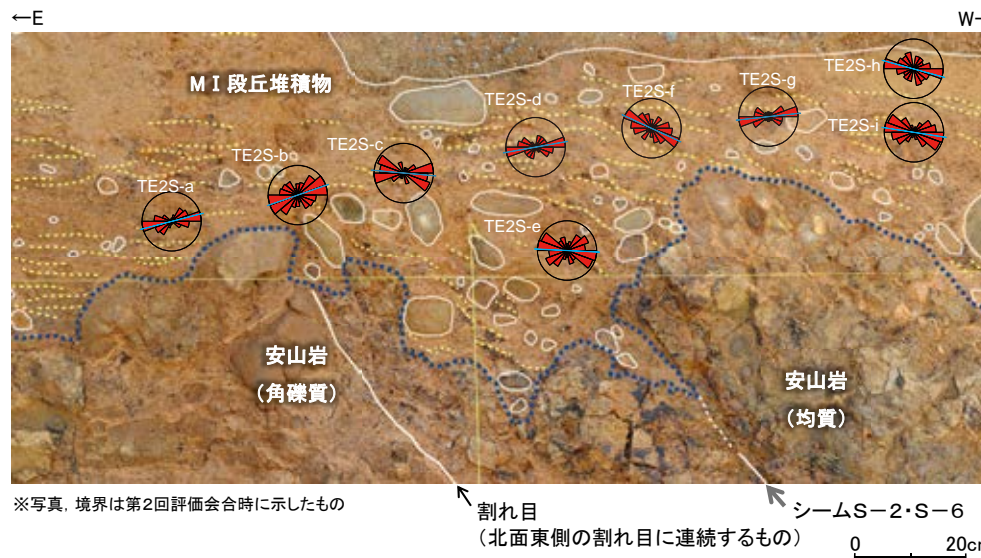 ←E
W-
MⅠ段丘堆積物
TE2S-a
TE2S-b
TE2S-c
TE2S-d
TE2S-e
TE2S-f
TE2S-g
TE2S-h
TE2S-i
安山岩
（角礫質）
安山岩
（均質）
※写真，境界は第2回評価会合時に示したもの
割れ目
（北面東側の割れ目に連続するもの）
シームS－2・S－6
0 20cm